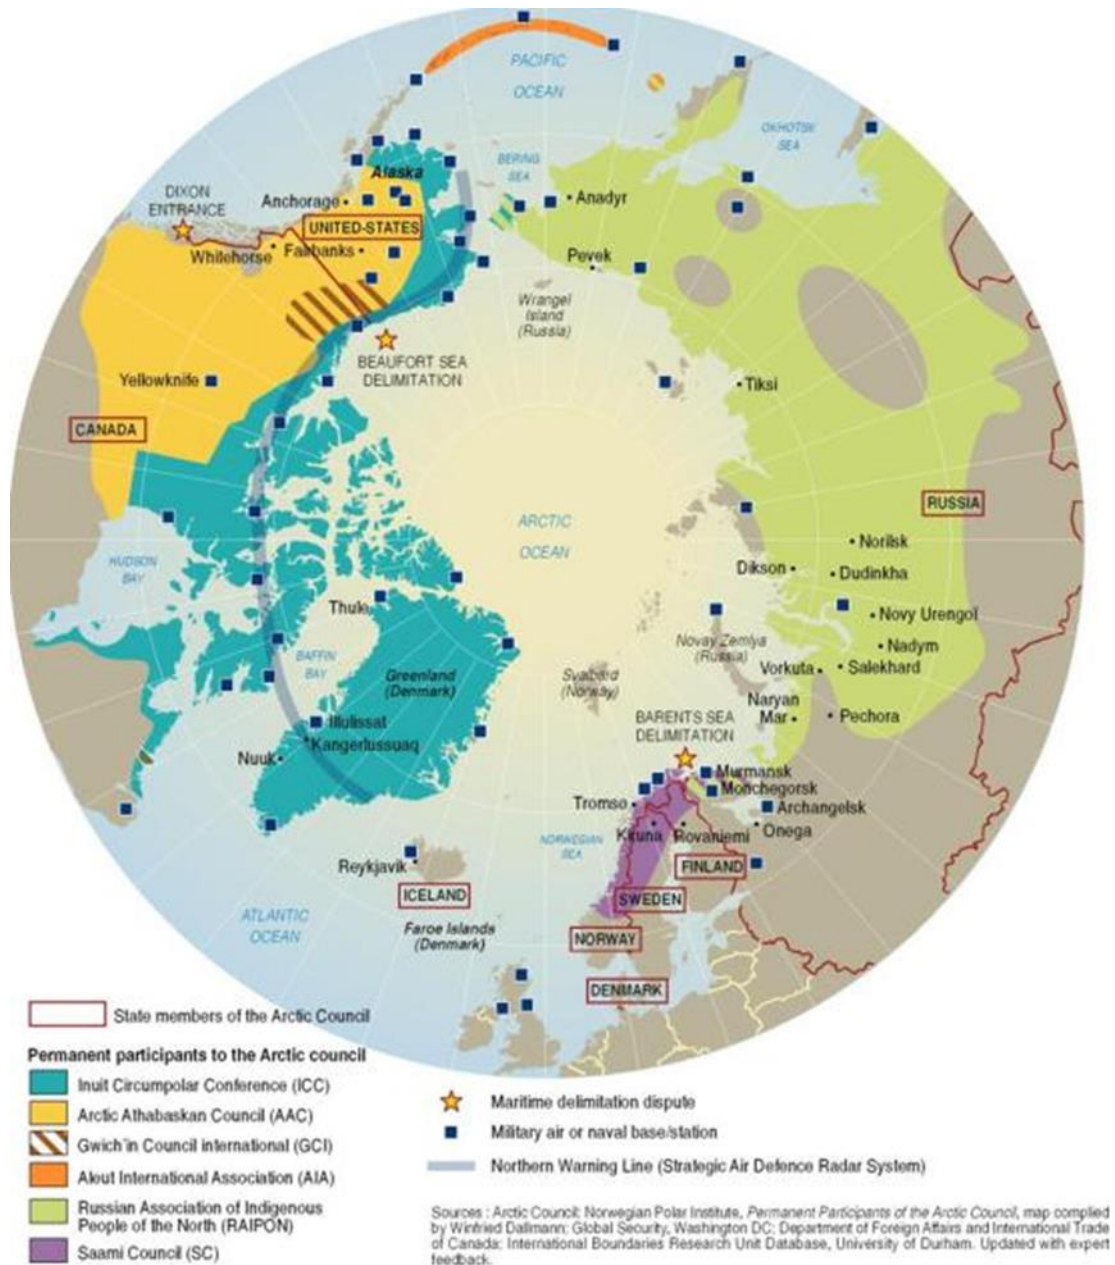 PACIFIC
OCEAN
OKHOTSK
SEA
BERING
SEA
Alaska
DIXON
ENTRANCE
Anchorage
Anadyr
UNITED-STATES
Whitehorse
Fairbanks
Pevek
Wrangel
Island
(Russia)
BEAUFORT SEA
DELIMITATION
Yellowknife
Tiksi
CANADA
RUSSIA
ARCTIC
OCEAN
Norilsk
HUDSON
BAY
Dikson
Dudinkha
Thule
Novy Urengoï
Novay Zemlya
(Russia)
Nadym
BAFFIN
BAY
Greenland
(Denmark)
Svalbard
(Norway)
Vorkuta
Salekhard
Naryan
Mar
Pechora
BARENTS SEA
DELIMITATION
Illulissat
Kangerlussuaq
Nuuk
Murmansk
Monchegorsk
Tromsø
Archangelsk
Kiruna
Rovaniemi
Onega
NORWEGIAN
SEA
Reykjavik
FINLAND
ICELAND
SWEDEN
ATLANTIC
OCEAN
Faroe Islands
(Denmark)
NORWAY
DENMARK
State members of the Arctic Council
Permanent participants to the Arctic council
Inuit Circumpolar Conference (ICC)
Arctic Athabaskan Council (AAC)
Gwich'in Council international (GCI)
Aleut International Association (AIA)
Russian Association of Indigenous
People of the North (RAIPON)
Saami Council (SC)
Maritime delimitation dispute
Military air or naval base/station
Northern Warning Line (Strategic Air Defence Radar System)
Sources : Arctic Council; Norwegian Polar Institute, Permanent Participants of the Arctic Council, map complied
by Winfried Dallmann; Global Security, Washington DC; Department of Foreign Affairs and International Trade
of Canada; International Boundaries Research Unit Database, University of Durham. Updated with expert
feedback.